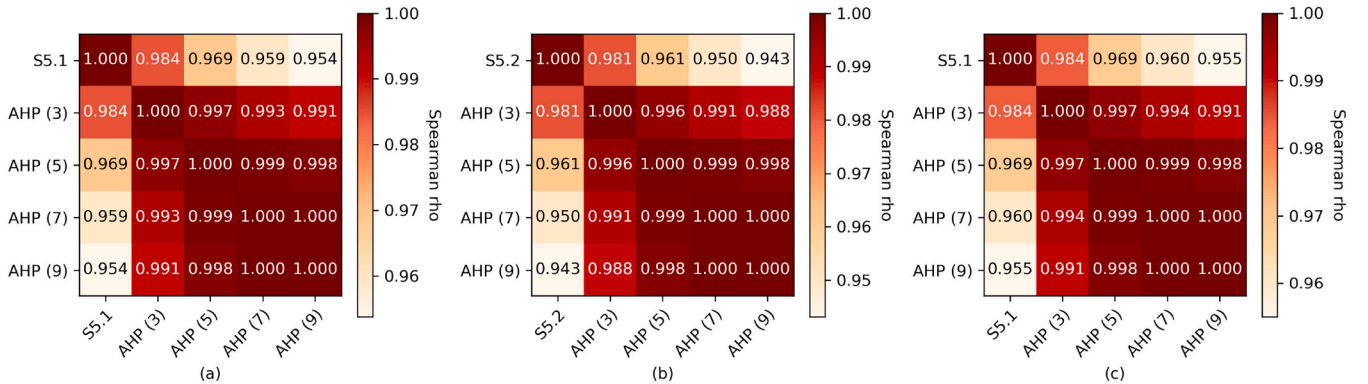 S5.1 1.000 0.984 0.969 0.959 0.954
AHP (3) 0.984 1.000 0.997 0.993 0.991
AHP (5) 0.969 0.997 1.000 0.999 0.998
AHP (7) 0.959 0.993 0.999 1.000 1.000
AHP (9) 0.954 0.991 0.998 1.000 1.000
S5.1 AHP (3) AHP (5) AHP (7) AHP (9)
1.00
0.99
0.98
0.97
0.96
Spearman rho
(a)
S5.2 1.000 0.981 0.961 0.950 0.943
AHP (3) 0.981 1.000 0.996 0.991 0.988
AHP (5) 0.961 0.996 1.000 0.999 0.998
AHP (7) 0.950 0.991 0.999 1.000 1.000
AHP (9) 0.943 0.988 0.998 1.000 1.000
S5.2 AHP (3) AHP (5) AHP (7) AHP (9)
1.00
0.99
0.98
0.97
0.96
0.95
Spearman rho
(b)
S5.1 1.000 0.984 0.969 0.960 0.955
AHP (3) 0.984 1.000 0.997 0.994 0.991
AHP (5) 0.969 0.997 1.000 0.999 0.998
AHP (7) 0.960 0.994 0.999 1.000 1.000
AHP (9) 0.955 0.991 0.998 1.000 1.000
S5.1 AHP (3) AHP (5) AHP (7) AHP (9)
1.00
0.99
0.98
0.97
0.96
Spearman rho
(c)